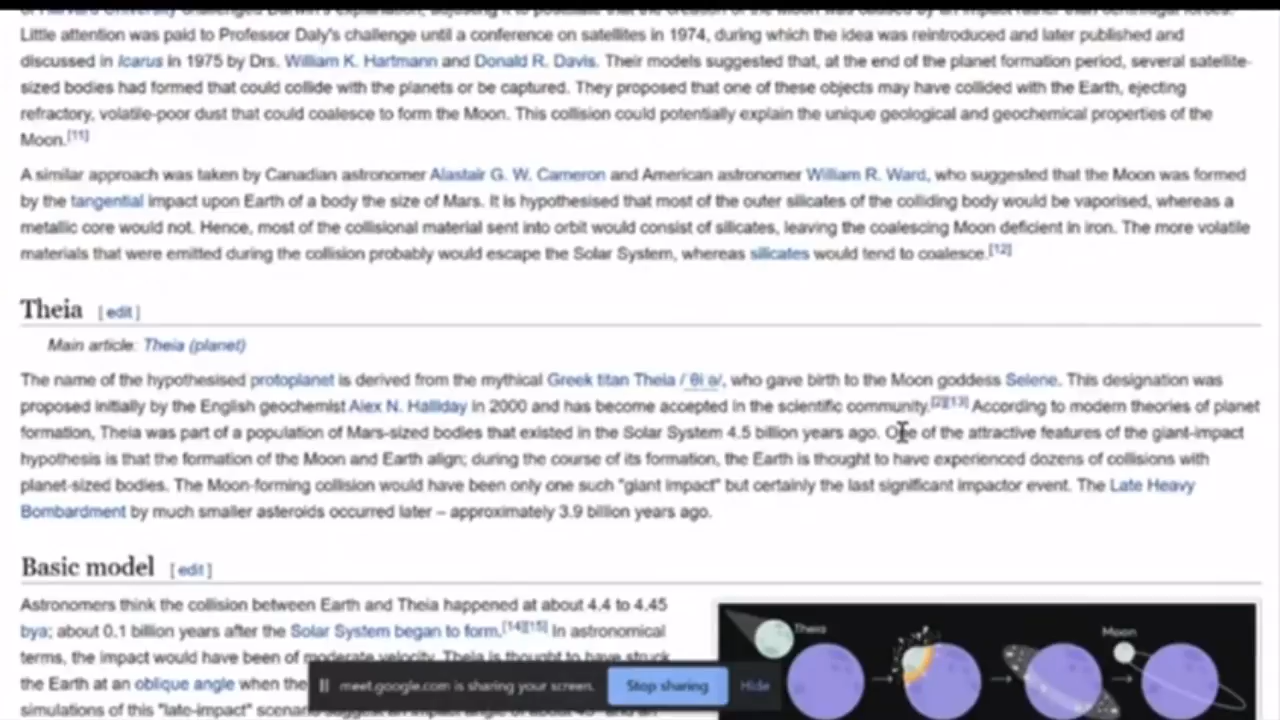 Little attention was paid to Professor Daly's challenge until a conference on satellites in 1974, during which the idea was reintroduced and later published and
discussed in Icarus in 1975 by Drs. William K. Hartmann and Donald R. Davis. Their models suggested that, at the end of the planet formation period, several satellite-
sized bodies had formed that could collide with the planets or be captured. They proposed that one of these objects may have collided with the Earth, ejecting
refractory, volatile-poor dust that could coalesce to form the Moon. This collision could potentially explain the unique geological and geochemical properties of the
Moon.[11]
A similar approach was taken by Canadian astronomer Alastair G. W. Cameron and American astronomer William R. Ward, who suggested that the Moon was formed
by the tangential impact upon Earth of a body the size of Mars. It is hypothesised that most of the outer silicates of the colliding body would be vaporised, whereas a
metallic core would not. Hence, most of the collisional material sent into orbit would consist of silicates, leaving the coalescing Moon deficient in iron. The more volatile
materials that were emitted during the collision probably would escape the Solar System, whereas silicates would tend to coalesce.[12]
Theia [edit]
Main article: Theia (planet)
The name of the hypothesised protoplanet is derived from the mythical Greek titan Theia /ˈθiːə/, who gave birth to the Moon goddess Selene. This designation was
proposed initially by the English geochemist Alex N. Halliday in 2000 and has become accepted in the scientific community.[2][13] According to modern theories of planet
formation, Theia was part of a population of Mars-sized bodies that existed in the Solar System 4.5 billion years ago. One of the attractive features of the giant-impact
hypothesis is that the formation of the Moon and Earth align; during the course of its formation, the Earth is thought to have experienced dozens of collisions with
planet-sized bodies. The Moon-forming collision would have been only one such "giant impact" but certainly the last significant impactor event. The Late Heavy
Bombardment by much smaller asteroids occurred later – approximately 3.9 billion years ago.
Basic model [edit]
Astronomers think the collision between Earth and Theia happened at about 4.4 to 4.45
bya; about 0.1 billion years after the Solar System began to form.[14][15] In astronomical
terms, the impact would have been of moderate velocity. Theia is thought to have struck
the Earth at an oblique angle when the
simulations of this "late-impact" scenario suggest an impact angle of about 45° and an
Theia
Moon
meet.google.com is sharing your screen.
Stop sharing
Hide